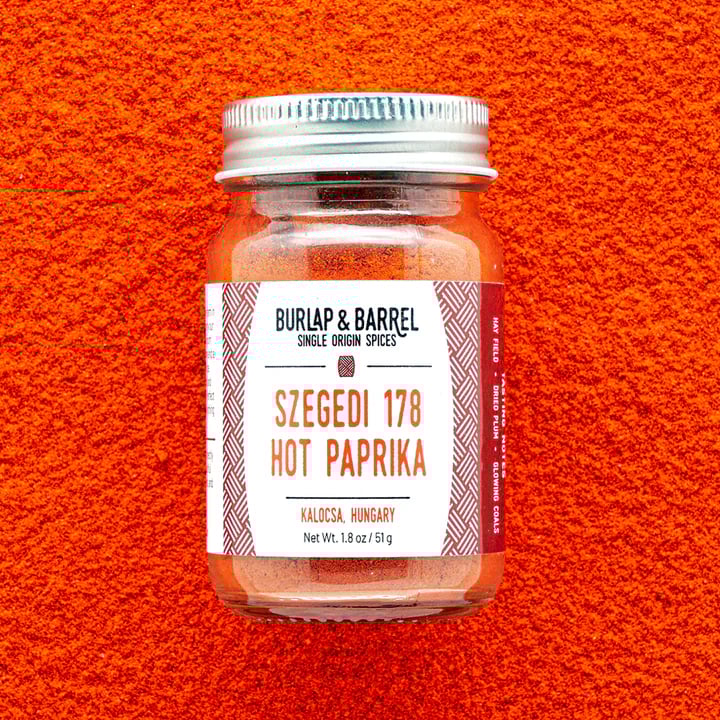 BURLAP & BARREL
SINGLE ORIGIN SPICES
SZEGEDI 178
HOT PAPRIKA
KALOCSA, HUNGARY
Net Wt. 1.8 oz / 51 g
TASTING NOTES
HAY FIELD • DRIED PLUM • GLOWING COALS